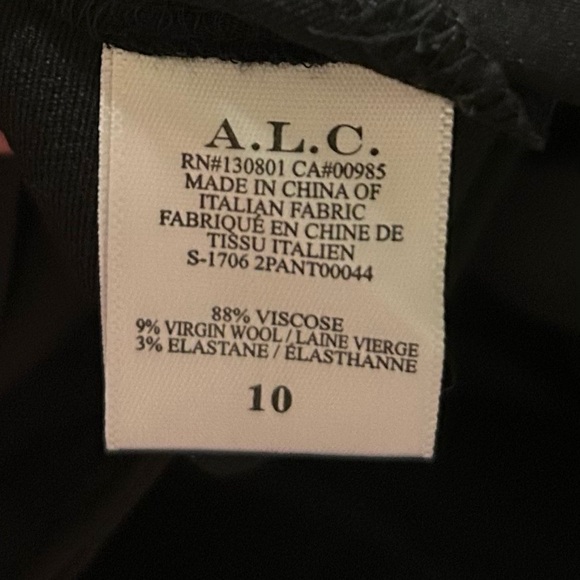 A.L.C.
RN#130801 CA#00985
MADE IN CHINA OF
ITALIAN FABRIC
FABRIQUÉ EN CHINE DE
TISSU ITALIEN
S-1706 2PANT00044
88% VISCOSE
9% VIRGIN WOOL / LAINE VIERGE
3% ELASTANE / ÉLASTHANNE
10